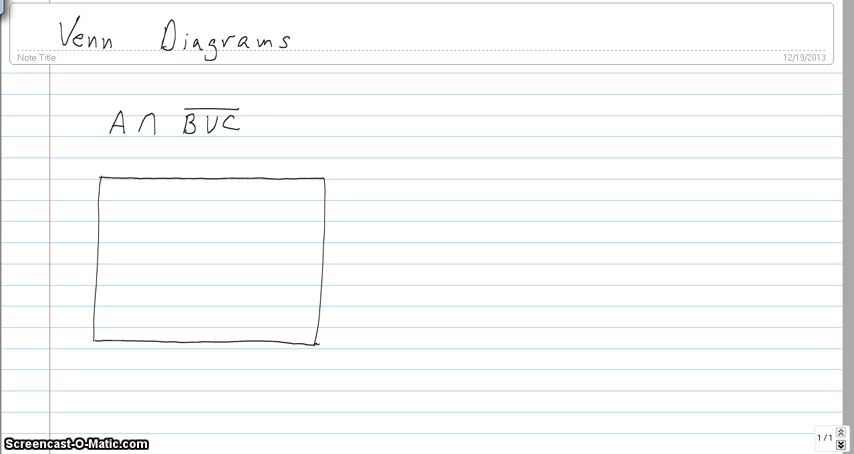 Venn Diagrams
Note Title
12/19/2013
A ∩ B̅ ̅∪̅ ̅C̅
1 / 1
Screencast-O-Matic.com